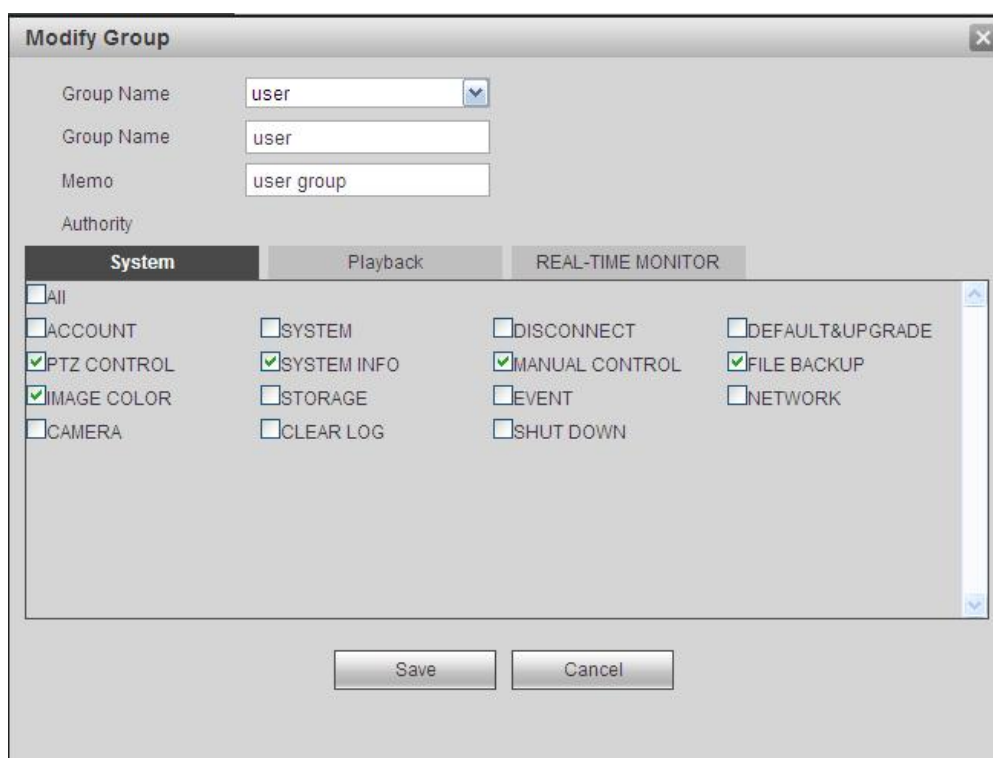 Modify Group
Group Name user
Group Name user
Memo user group
Authority
System Playback REAL-TIME MONITOR
All
ACCOUNT SYSTEM DISCONNECT DEFAULT&UPGRADE
PTZ CONTROL SYSTEM INFO MANUAL CONTROL FILE BACKUP
IMAGE COLOR STORAGE EVENT NETWORK
CAMERA CLEAR LOG SHUT DOWN
Save Cancel